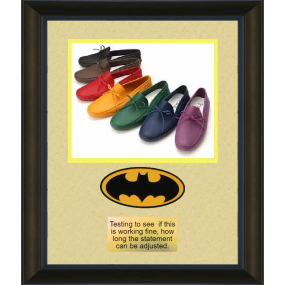 Testing to see  if this
is working fine, how
long the statement
can be adjusted.